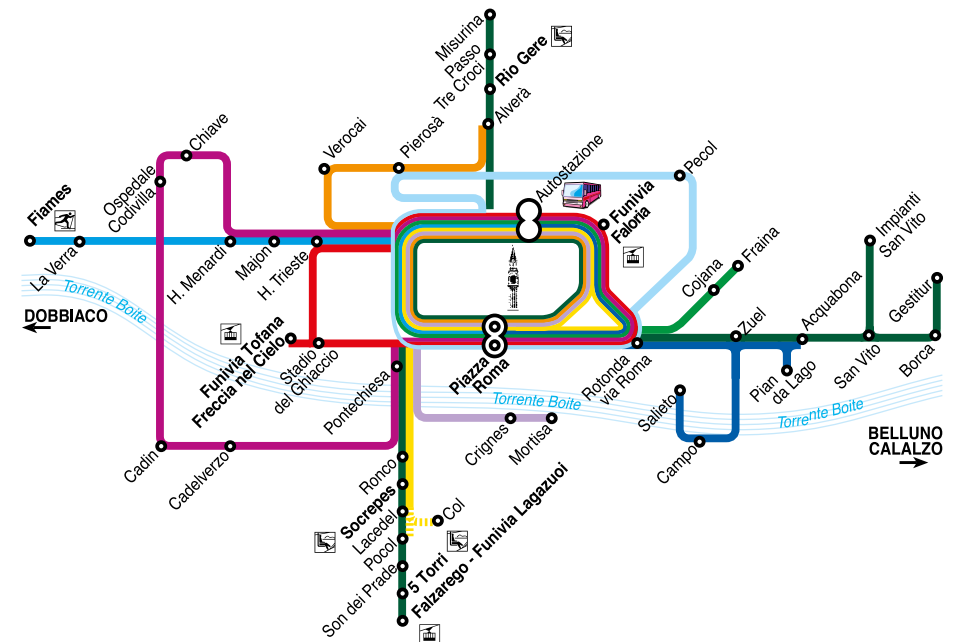 Misurina
Passo
Tre Croci
Rio Gere
Alverà
Verocai
Pierosà
Chiave
Ospedale
Codivilla
Autostazione
Pecol
Funivia
Faloria
Fiames
La Verra
H. Menardi
Majon
H. Trieste
Torrente Boite
DOBBIACO
Funivia Tofana
Freccia nel Cielo
Stadio
del Ghiaccio
Pontechiesa
Piazza
Roma
Rotonda
via Roma
Cojana
Fraina
Zuel
Acquabona
Impianti
San Vito
Gestitur
Pian
da Lago
San Vito
Borca
Torrente Boite
Salieto
Campo
Torrente Boite
BELLUNO
CALALZO
Cadin
Cadelverzo
Crignes
Mortisa
Ronco
Socrepes
Lacedel
Pocol
Col
Son dei Prade
5 Torri
Falzarego - Funivia Lagazuoi